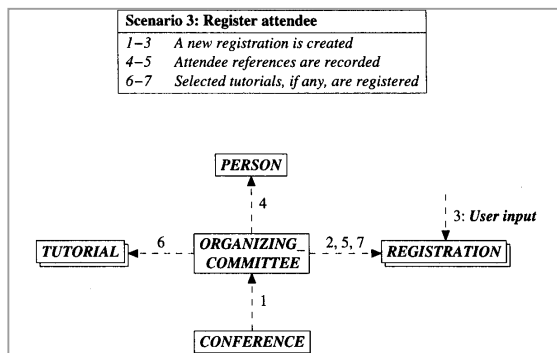 Scenario 3: Register attendee
1–3 A new registration is created
4–5 Attendee references are recorded
6–7 Selected tutorials, if any, are registered
PERSON
4
3: User input
TUTORIAL
6
ORGANIZING_
COMMITTEE
2, 5, 7
REGISTRATION
1
CONFERENCE